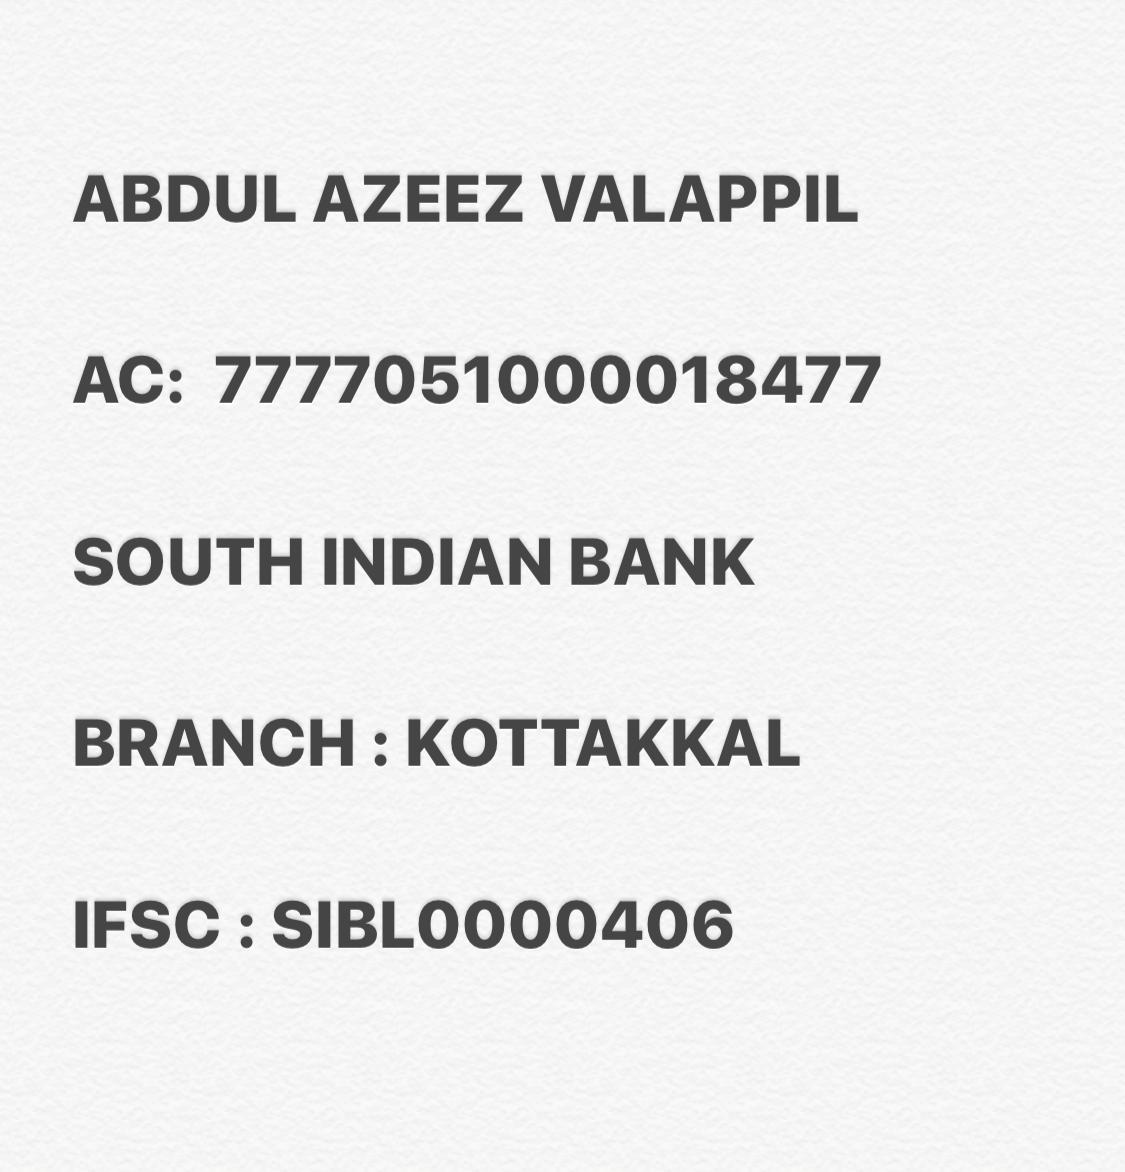 ABDUL AZEEZ VALAPPIL
AC:  7777051000018477
SOUTH INDIAN BANK
BRANCH : KOTTAKKAL
IFSC : SIBL0000406